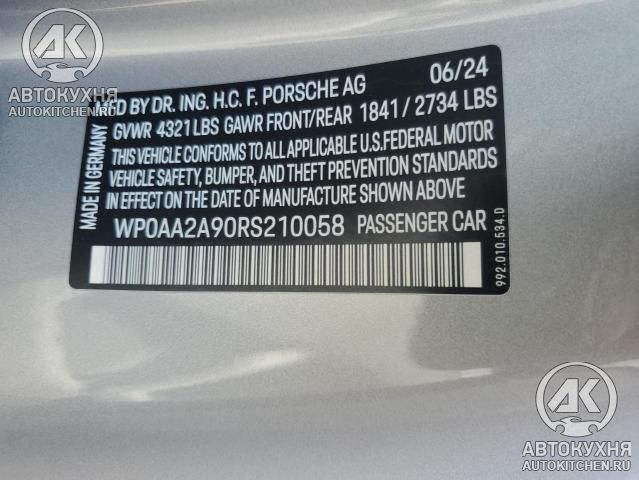 MFD BY DR. ING. H.C. F. PORSCHE AG 06/24
GVWR 4321 LBS GAWR FRONT/REAR 1841 / 2734 LBS
THIS VEHICLE CONFORMS TO ALL APPLICABLE U.S.FEDERAL MOTOR
VEHICLE SAFETY, BUMPER, AND THEFT PREVENTION STANDARDS
IN EFFECT ON THE DATE OF MANUFACTURE SHOWN ABOVE
WP0AA2A90RS210058 PASSENGER CAR
MADE IN GERMANY
992.010.534.D
АК
АВТОКУХНЯ
AUTOKITCHEN.RU
АК
АВТОКУХНЯ
AUTOKITCHEN.RU